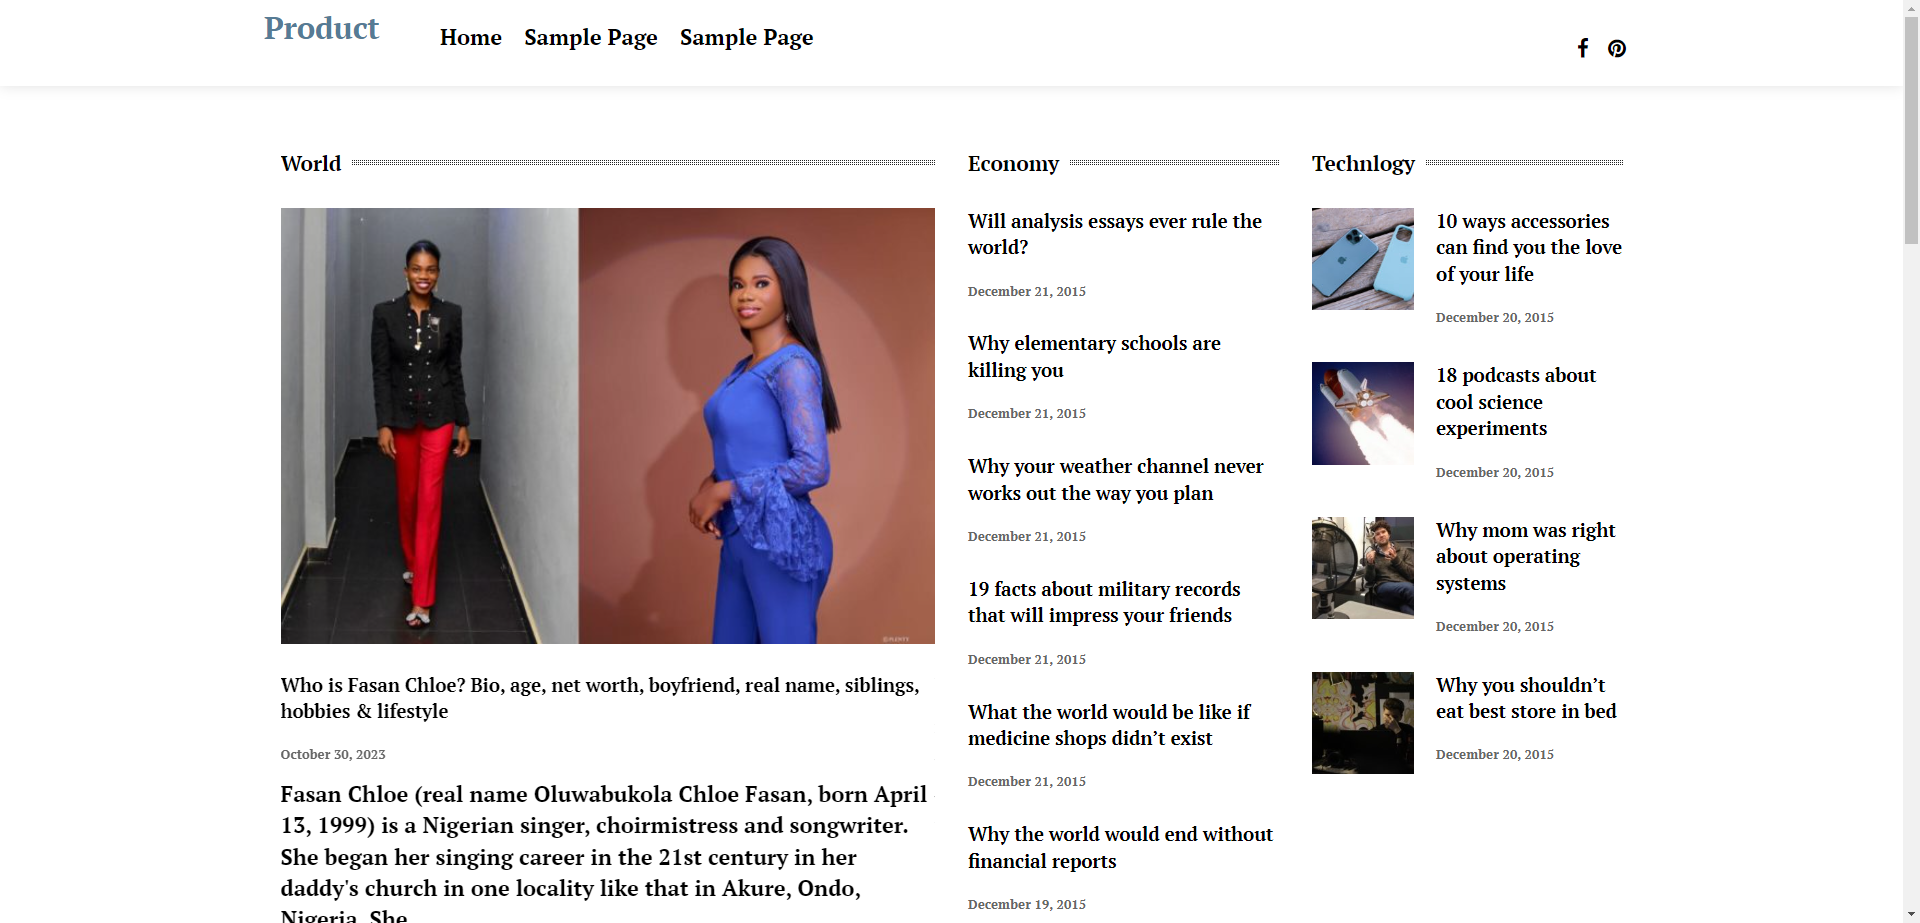 Product
Home Sample Page Sample Page
World
Who is Fasan Chloe? Bio, age, net worth, boyfriend, real name, siblings,
hobbies & lifestyle
October 30, 2023
Fasan Chloe (real name Oluwabukola Chloe Fasan, born April
13, 1999) is a Nigerian singer, choirmistress and songwriter.
She began her singing career in the 21st century in her
daddy's church in one locality like that in Akure, Ondo,
Nigeria. She
Economy
Will analysis essays ever rule the
world?
December 21, 2015
Why elementary schools are
killing you
December 21, 2015
Why your weather channel never
works out the way you plan
December 21, 2015
19 facts about military records
that will impress your friends
December 21, 2015
What the world would be like if
medicine shops didn’t exist
December 21, 2015
Why the world would end without
financial reports
December 19, 2015
Technlogy
10 ways accessories
can find you the love
of your life
December 20, 2015
18 podcasts about
cool science
experiments
December 20, 2015
Why mom was right
about operating
systems
December 20, 2015
Why you shouldn’t
eat best store in bed
December 20, 2015